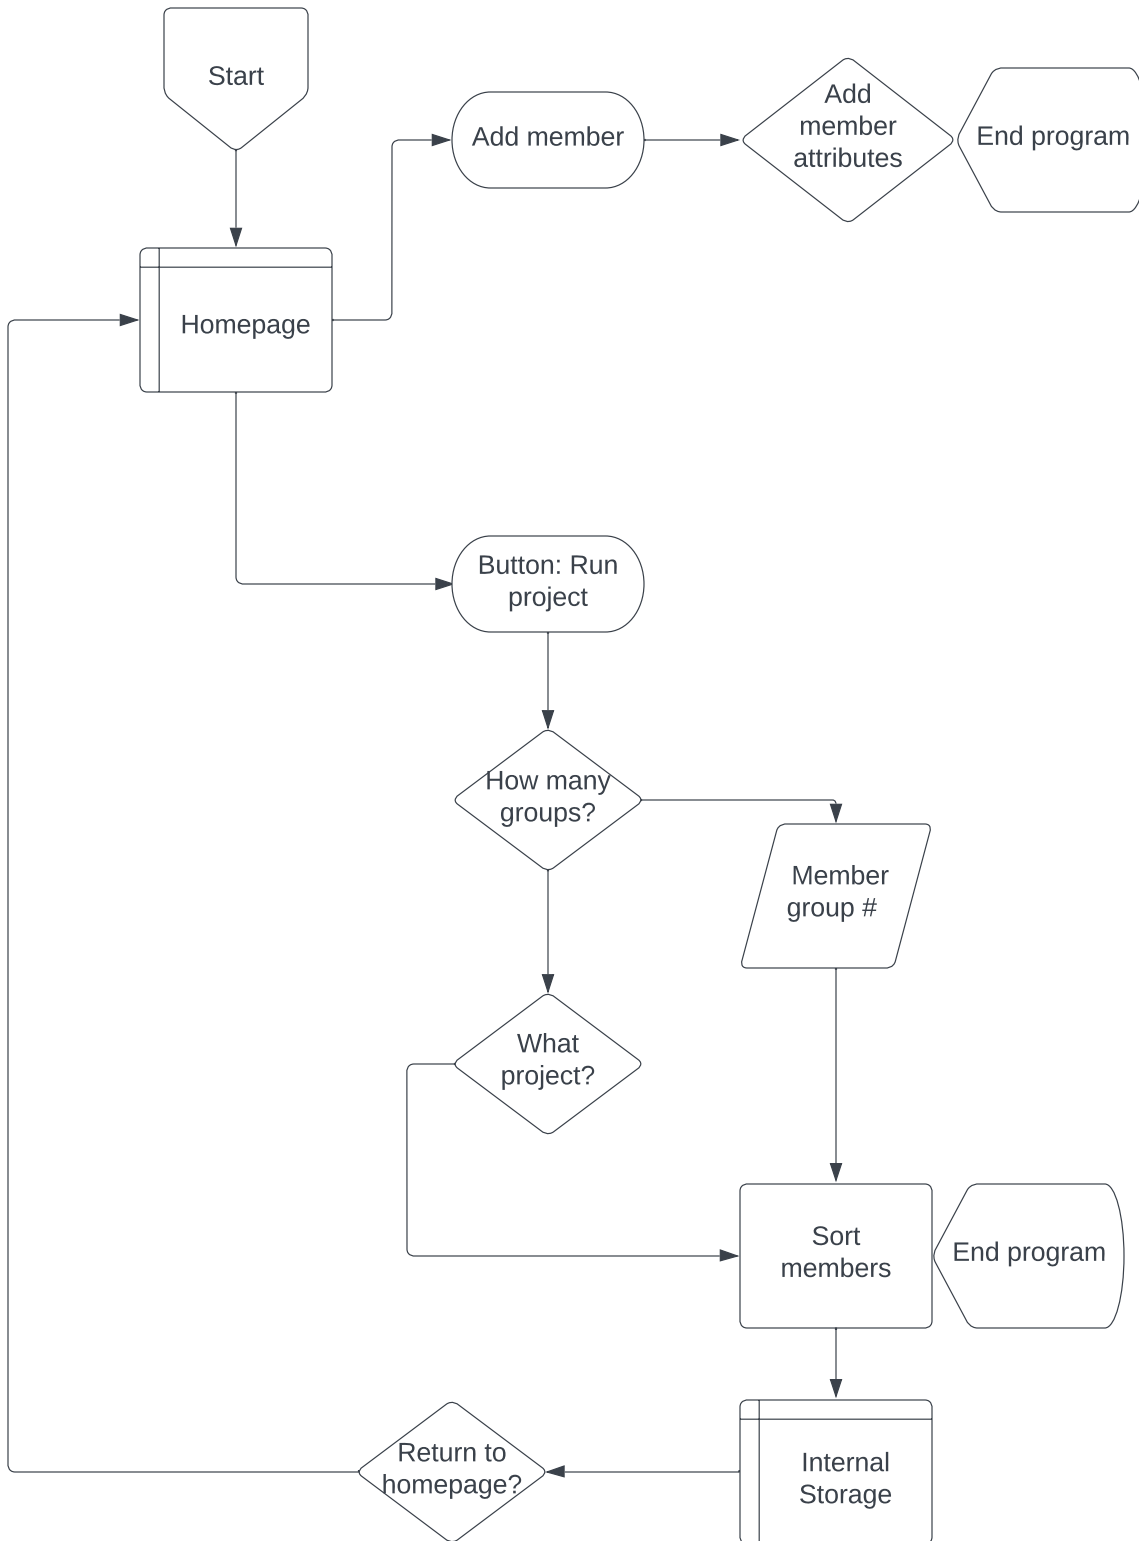 Start
Add member
Add
member
attributes
End program
Homepage
Button: Run
project
How many
groups?
Member
group #
What
project?
Sort
members
End program
Return to
homepage?
Internal
Storage